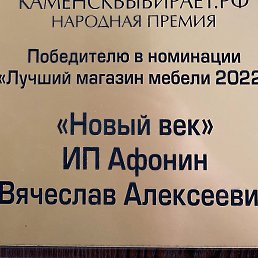 КАМЕНСКВЫБИРАЕТ.РФ
НАРОДНАЯ ПРЕМИЯ
Победителю в номинации
«Лучший магазин мебели 2022
«Новый век»
ИП Афонин
Вячеслав Алексееви